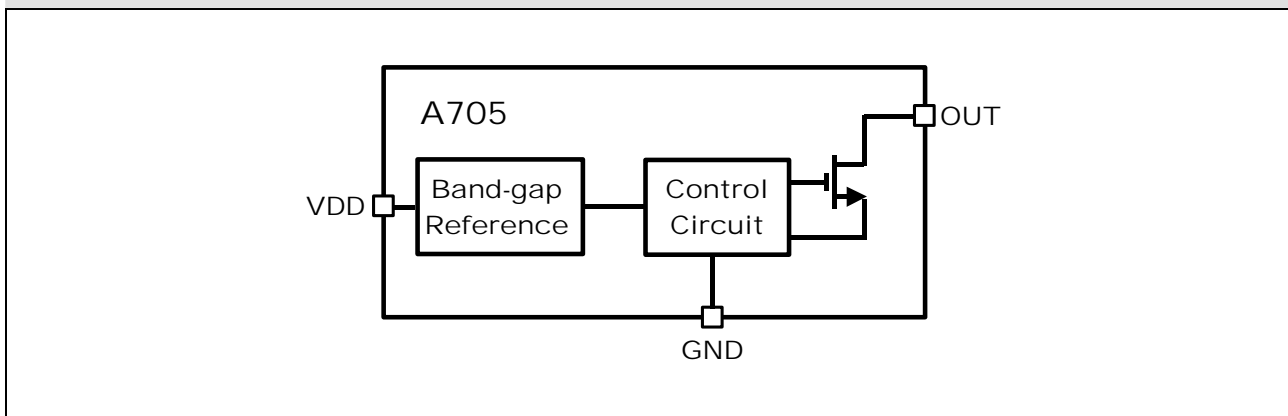 A705
OUT
Band-gap
Reference
Control
Circuit
VDD
GND